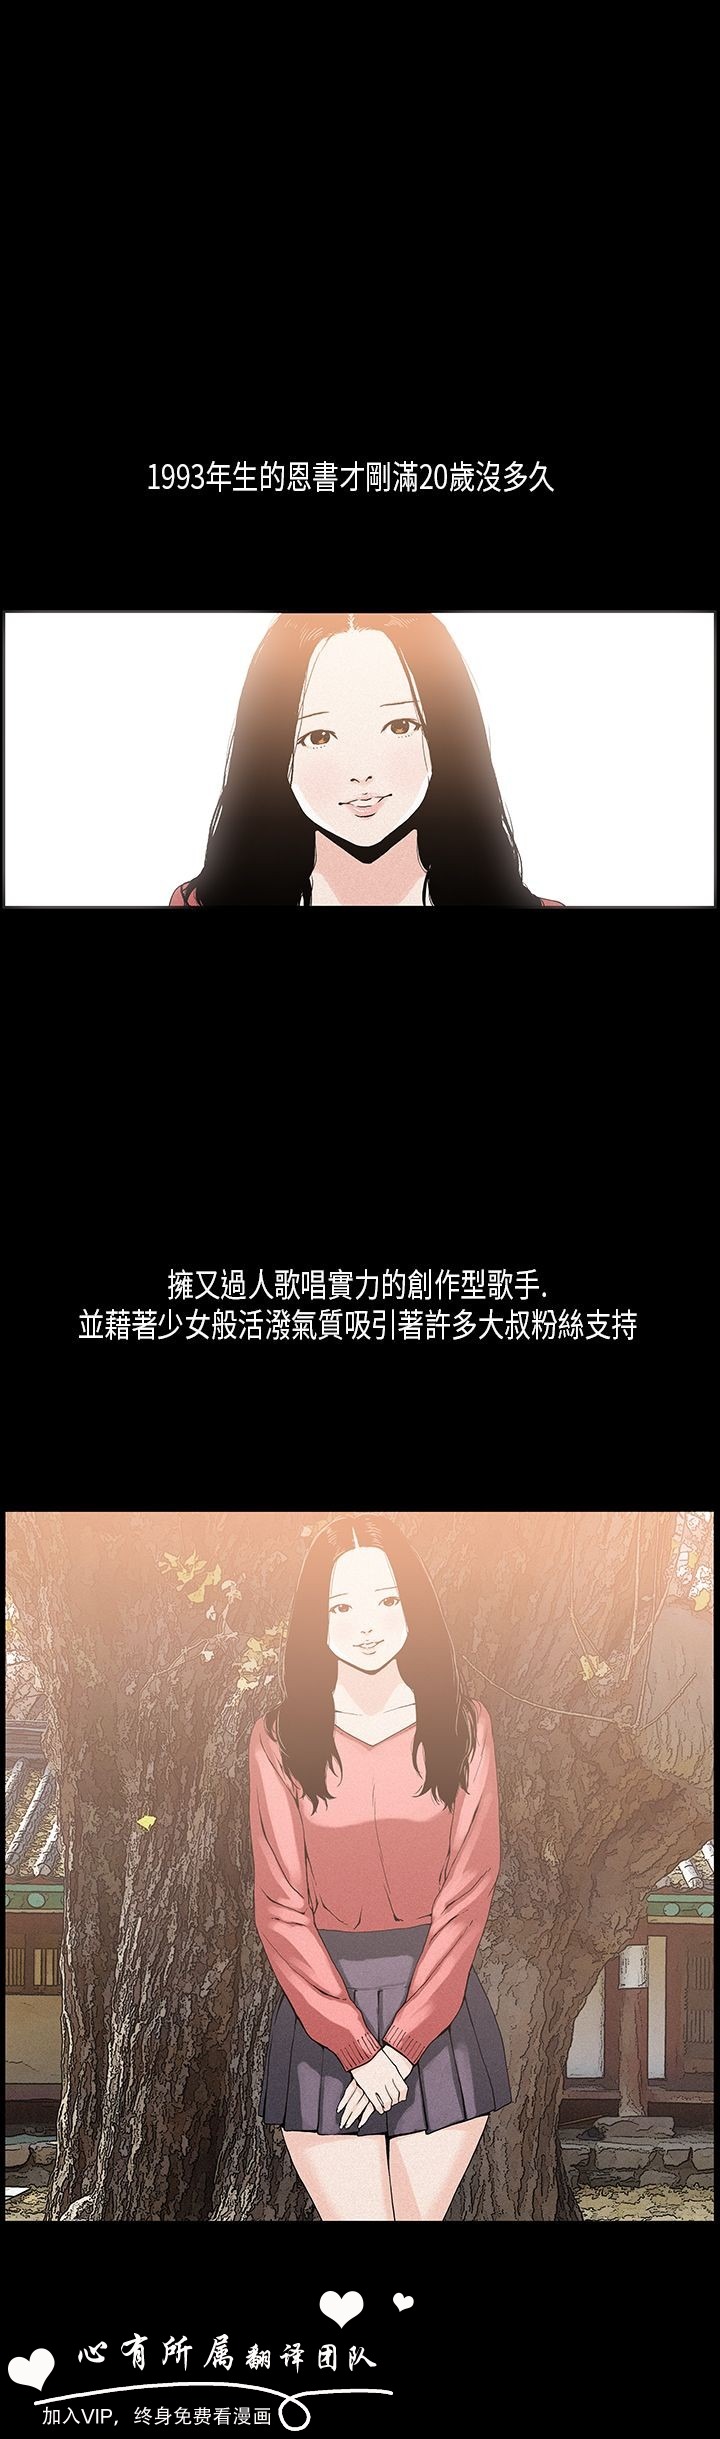 1993年生的恩書才剛滿20歲沒多久
擁又過人歌唱實力的創作型歌手.
並藉著少女般活潑氣質吸引著許多大叔粉絲支持
心有所属翻译团队
加入VIP，终身免费看漫画